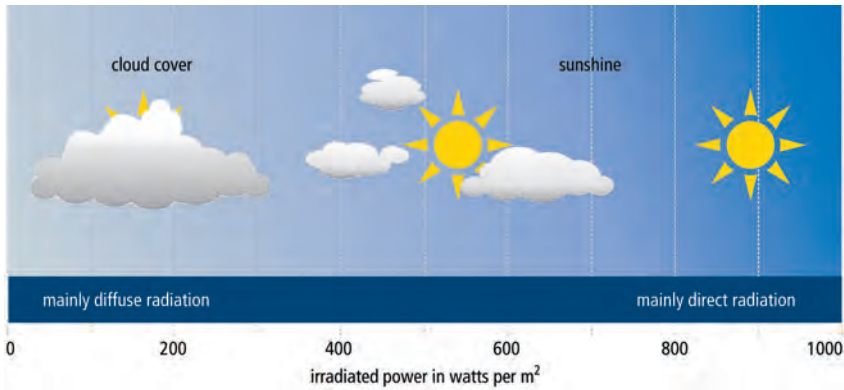 cloud cover
sunshine
mainly diffuse radiation
mainly direct radiation
0 200 400 600 800 1000
irradiated power in watts per m²